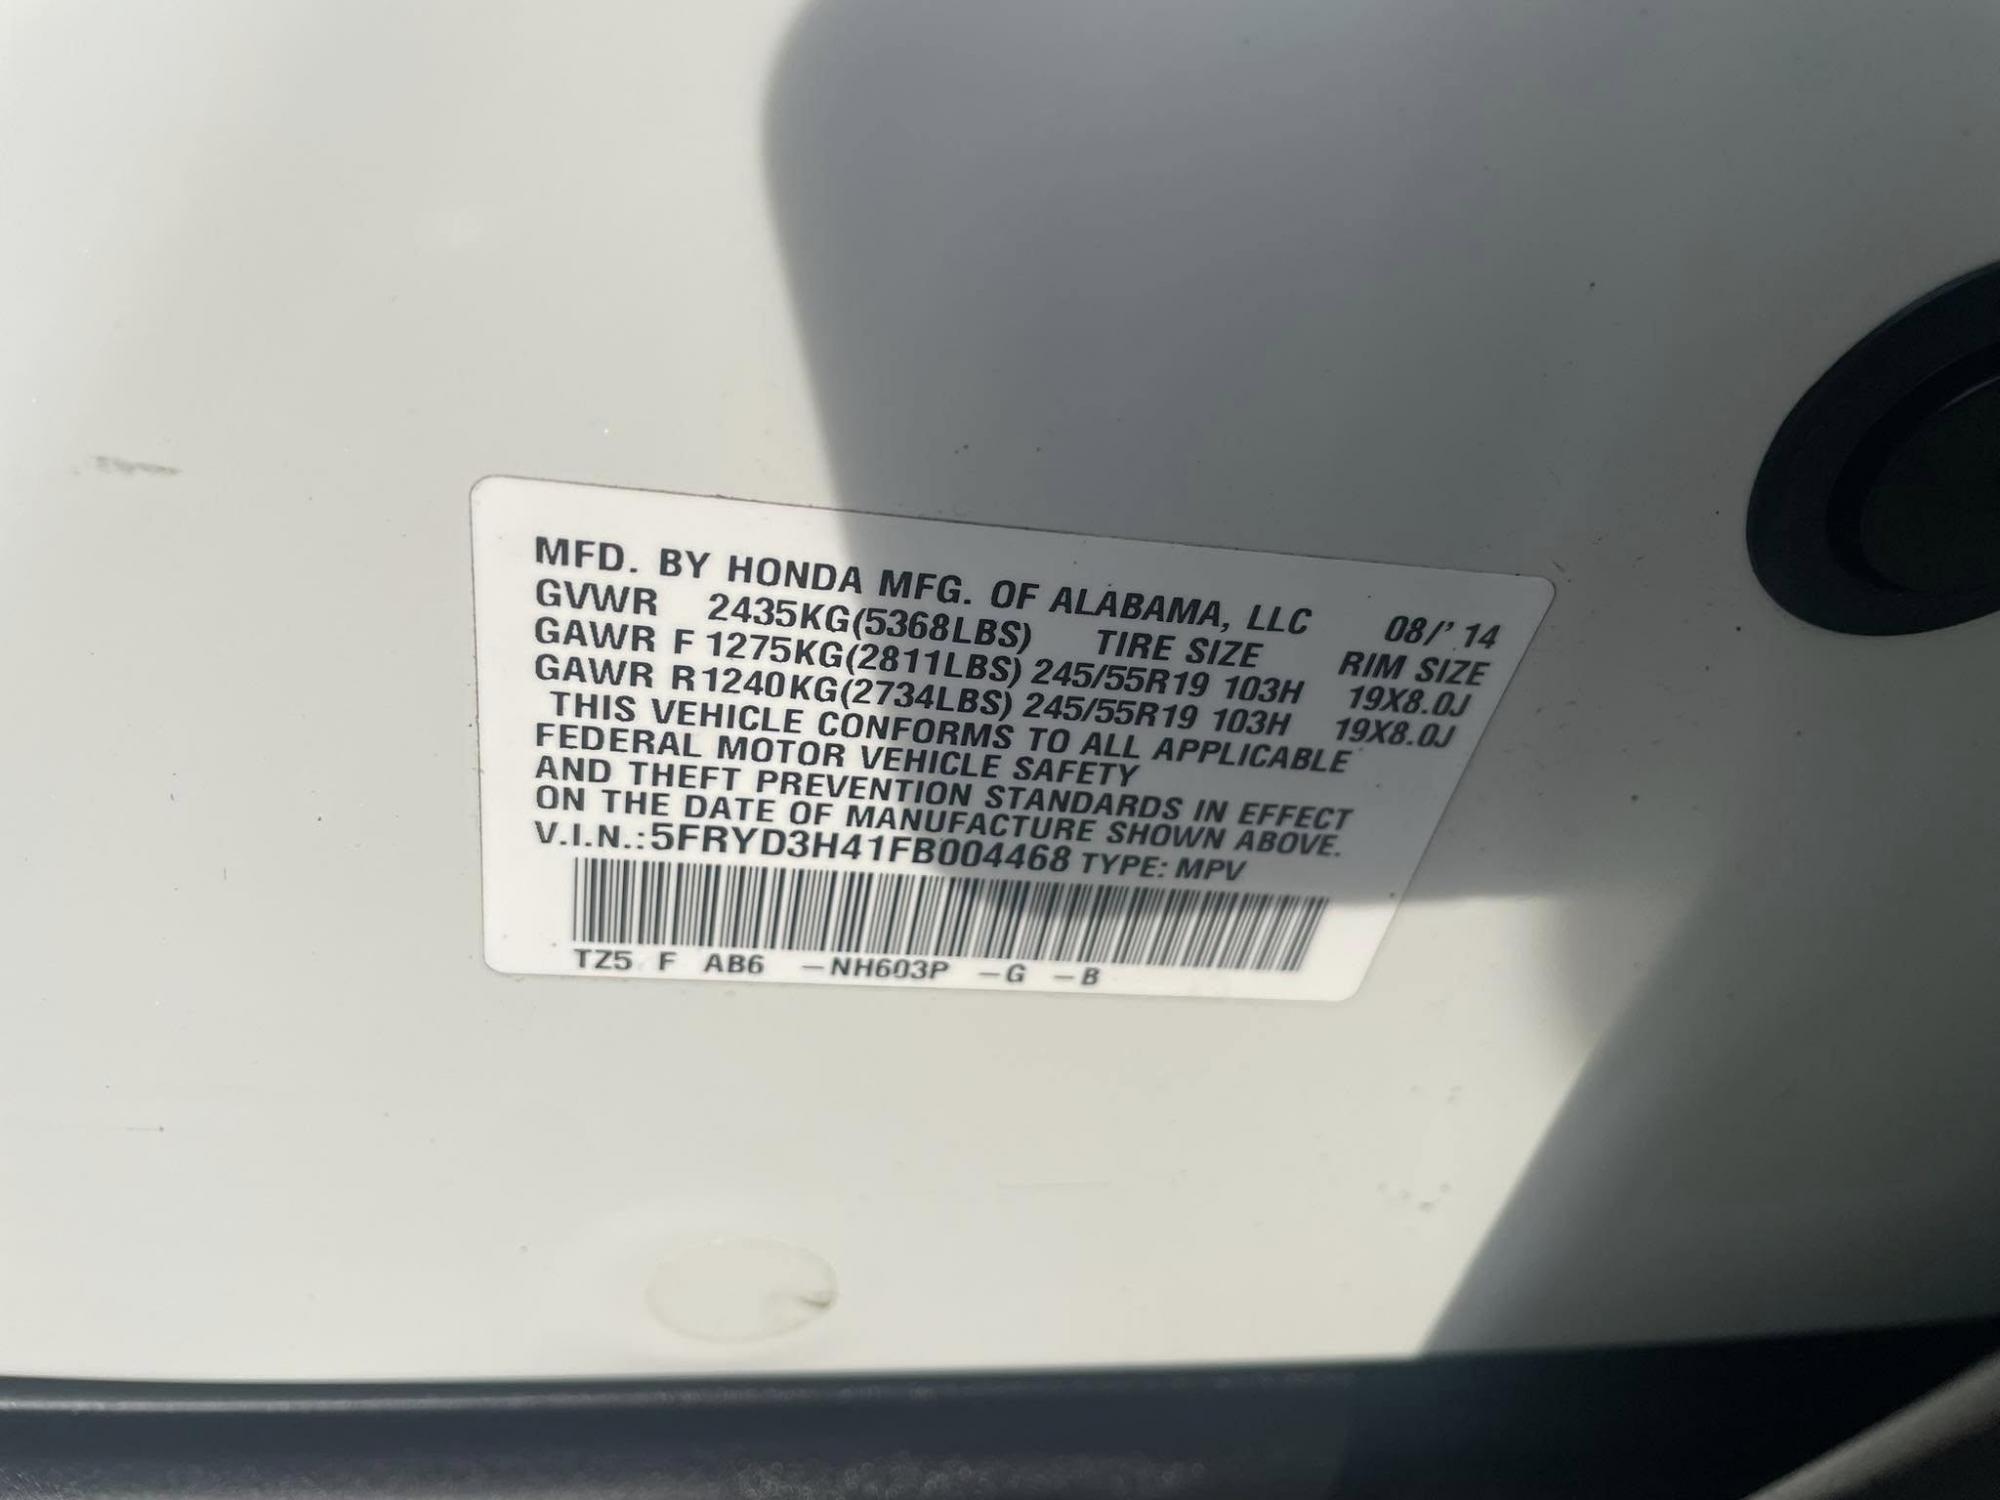 MFD. BY HONDA MFG. OF ALABAMA, LLC 08/'14
GVWR 2435KG(5368LBS) TIRE SIZE RIM SIZE
GAWR F 1275KG(2811LBS) 245/55R19 103H 19X8.0J
GAWR R 1240KG(2734LBS) 245/55R19 103H 19X8.0J
THIS VEHICLE CONFORMS TO ALL APPLICABLE
FEDERAL MOTOR VEHICLE SAFETY
AND THEFT PREVENTION STANDARDS IN EFFECT
ON THE DATE OF MANUFACTURE SHOWN ABOVE.
V.I.N.:5FRYD3H41FB004468 TYPE: MPV
TZ5 F AB6 -NH603P -G -B